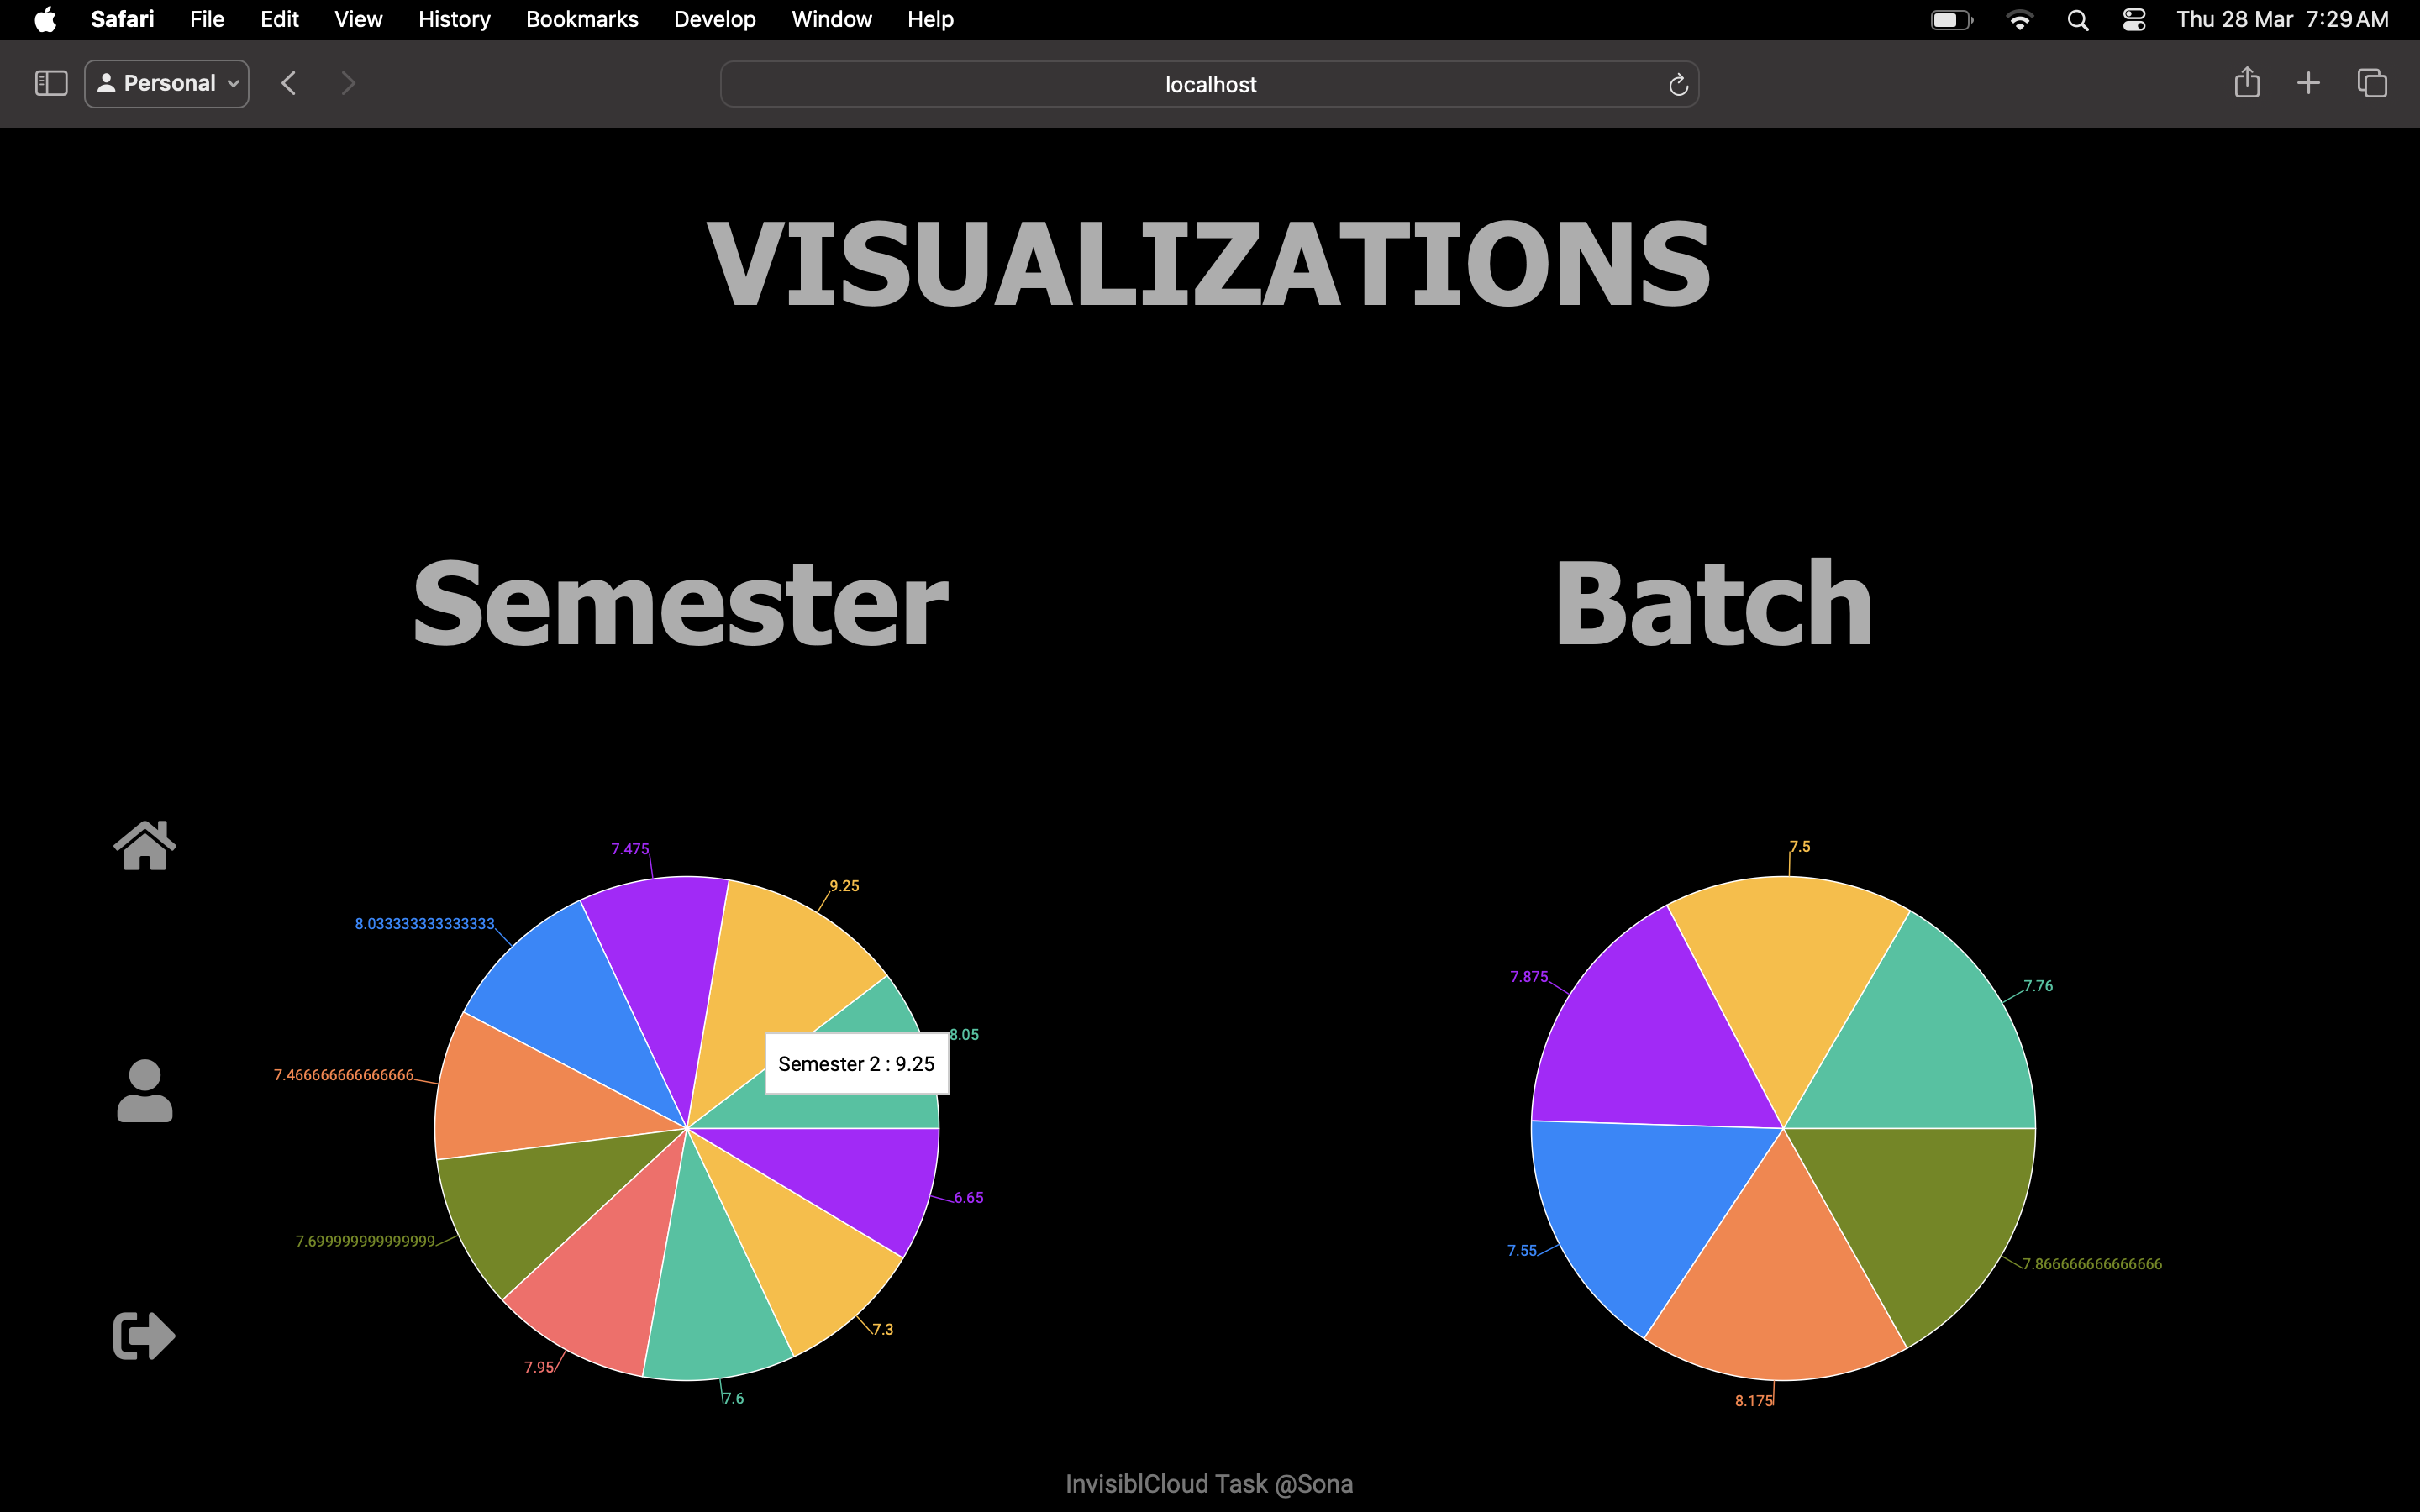 Safari File Edit View History Bookmarks Develop Window Help Thu 28 Mar 7:29 AM
Personal localhost
VISUALIZATIONS
Semester Batch
7.475
9.25
8.033333333333333
8.05
Semester 2 : 9.25
7.466666666666666
6.65
7.699999999999999
7.3
7.95
7.6
7.5
7.76
7.875
7.55
7.866666666666666
8.175
InvisiblCloud Task @Sona